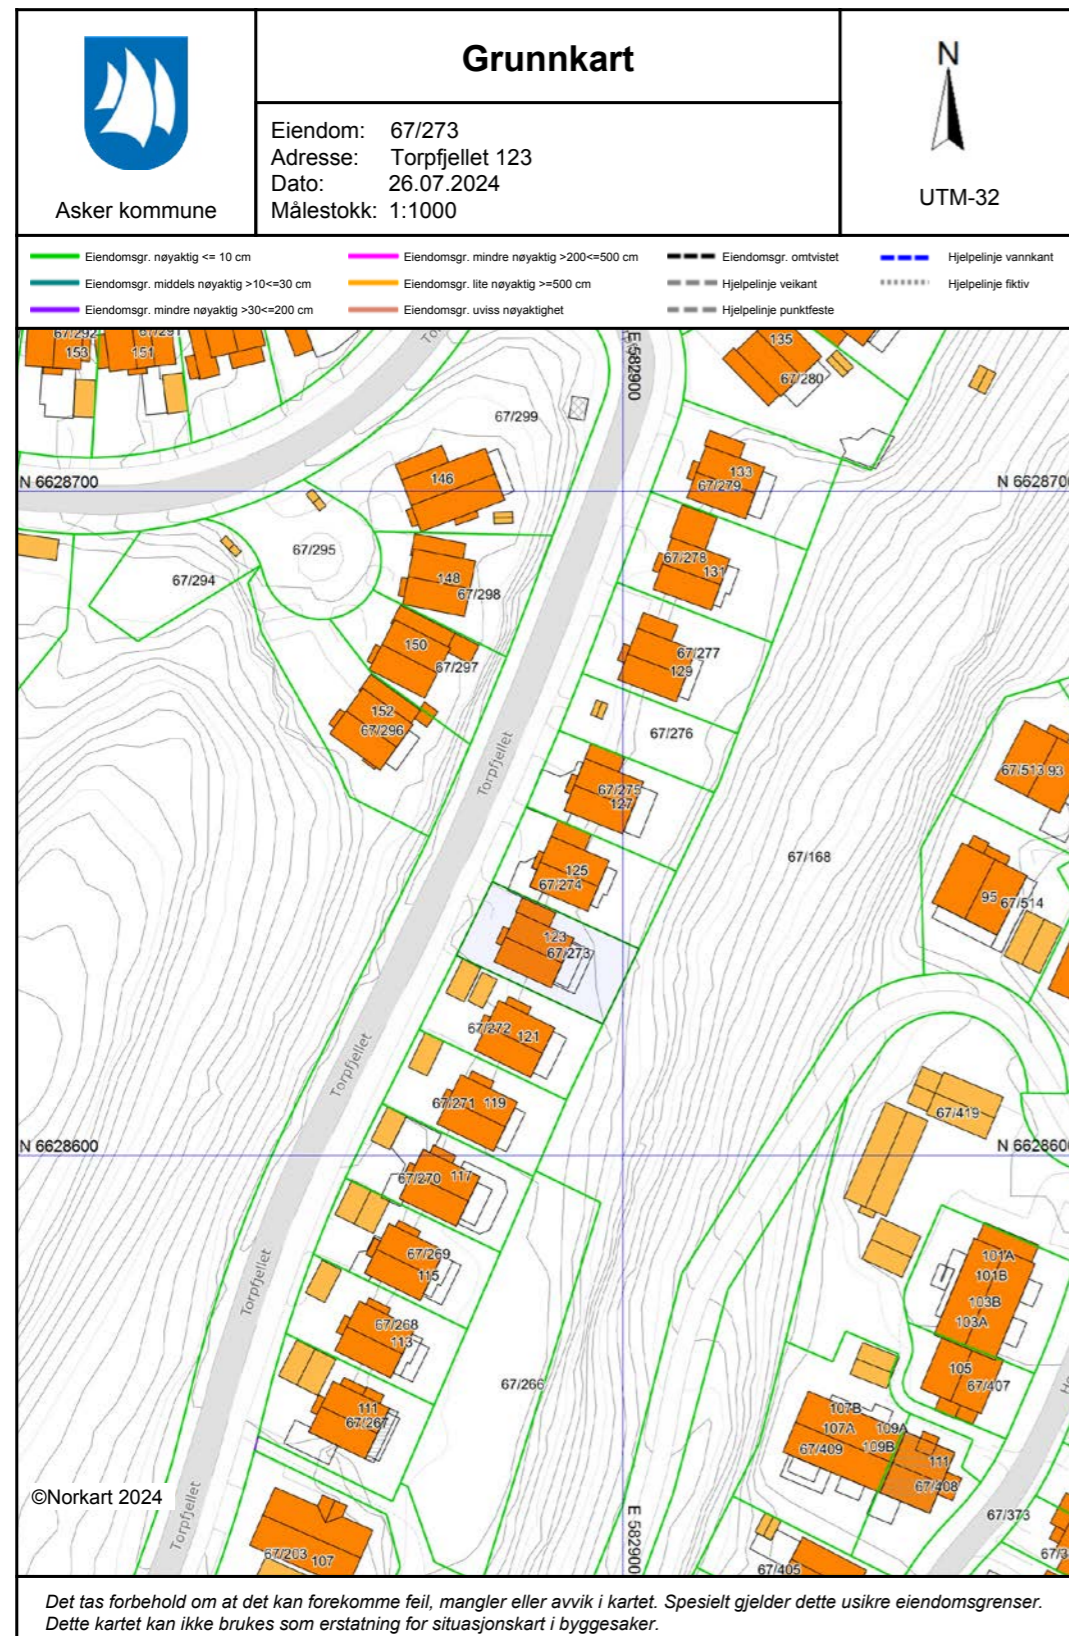 Asker kommune
Grunnkart
Eiendom: 67/273
Adresse: Torpfjellet 123
Dato: 26.07.2024
Målestokk: 1:1000
N
UTM-32
Eiendomsgr. nøyaktig <= 10 cm
Eiendomsgr. middels nøyaktig >10<=30 cm
Eiendomsgr. mindre nøyaktig >30<=200 cm
Eiendomsgr. mindre nøyaktig >200<=500 cm
Eiendomsgr. lite nøyaktig >=500 cm
Eiendomsgr. uviss nøyaktighet
Eiendomsgr. omtvistet
Hjelpelinje veikant
Hjelpelinje punktfeste
Hjelpelinje vannkant
Hjelpelinje fiktiv
67/292
153
67/291
151
E 582900
135
67/280
67/299
146
133
67/279
N 6628700
N 6628700
67/295
67/294
148
67/298
67/278
131
150
67/297
67/277
129
152
67/296
67/276
Torpfjellet
67/275
127
67/513 93
125
67/274
67/168
95
67/514
123
67/273
67/272
121
Torpfjellet
67/271
119
67/419
N 6628600
N 6628600
67/270
117
67/269
115
101A
101B
103B
103A
Torpfjellet
67/268
113
105
67/407
67/266
111
67/267
107B
107A
109A
67/409
109B
111
67/408
©Norkart 2024
Torpfjellet
E 582900
67/373
67/203
107
67/405
Det tas forbehold om at det kan forekomme feil, mangler eller avvik i kartet. Spesielt gjelder dette usikre eiendomsgrenser.
Dette kartet kan ikke brukes som erstatning for situasjonskart i byggesaker.